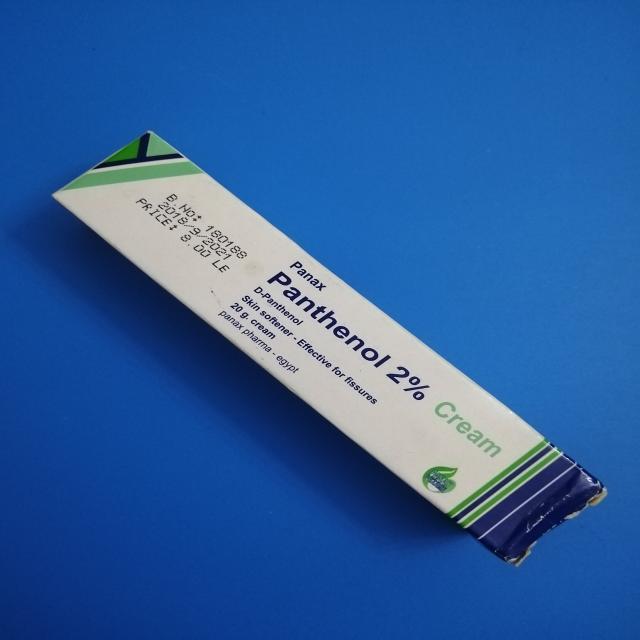 B.No: 180188
2018/9/2021
PRICE: 8.00 LE
Panax
Panthenol 2% Cream
D-Panthenol
Skin softener - Effective for fissures
20 g. cream
panax pharma - egypt